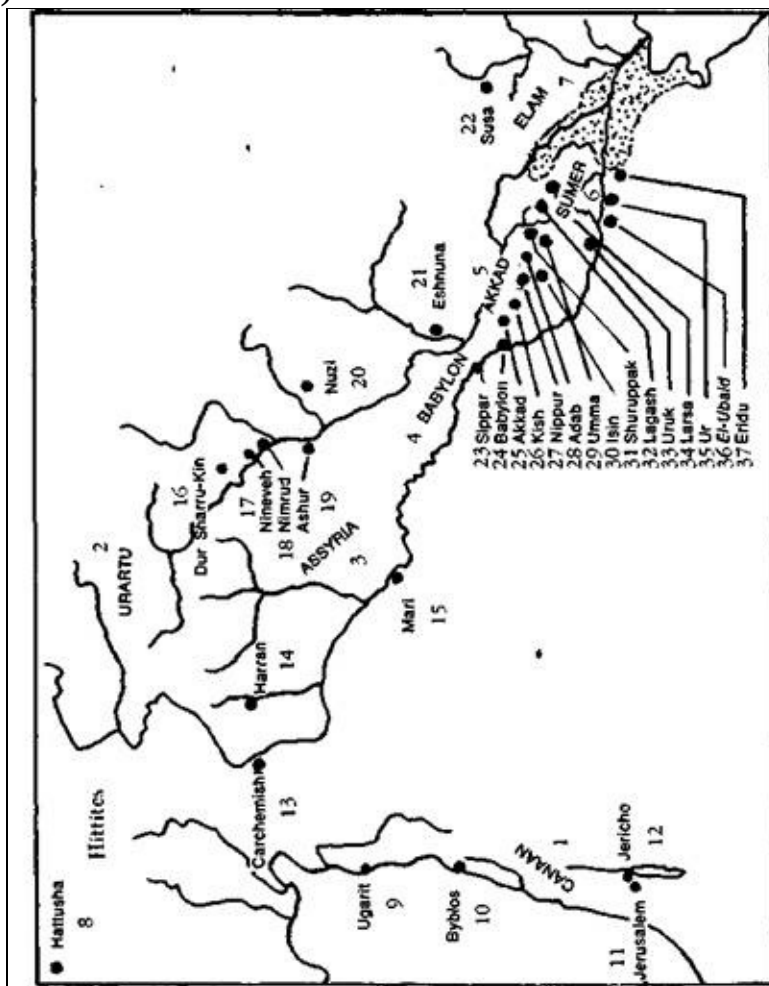 Hattusha
8
Hittites
2
URARTU
16
Dur Sharru-Kin
Carchemish
13
Harran
14
17
Nineveh
Nimrud
18
Ashur
19
Nuzi
20
ASSYRIA
3
Ugarit
9
Mari
15
21
Eshnuna
4 BABYLON
AKKAD
5
22
Susa
ELAM
7
SUMER
6
Byblos
10
CANAAN
1
Jericho
12
11
Jerusalem
23 Sippar
24 Babylon
25 Akkad
26 Kish
27 Nippur
28 Adab
29 Umma
30 Isin
31 Shuruppak
32 Lagash
33 Uruk
34 Larsa
35 Ur
36 El-Ubaid
37 Eridu